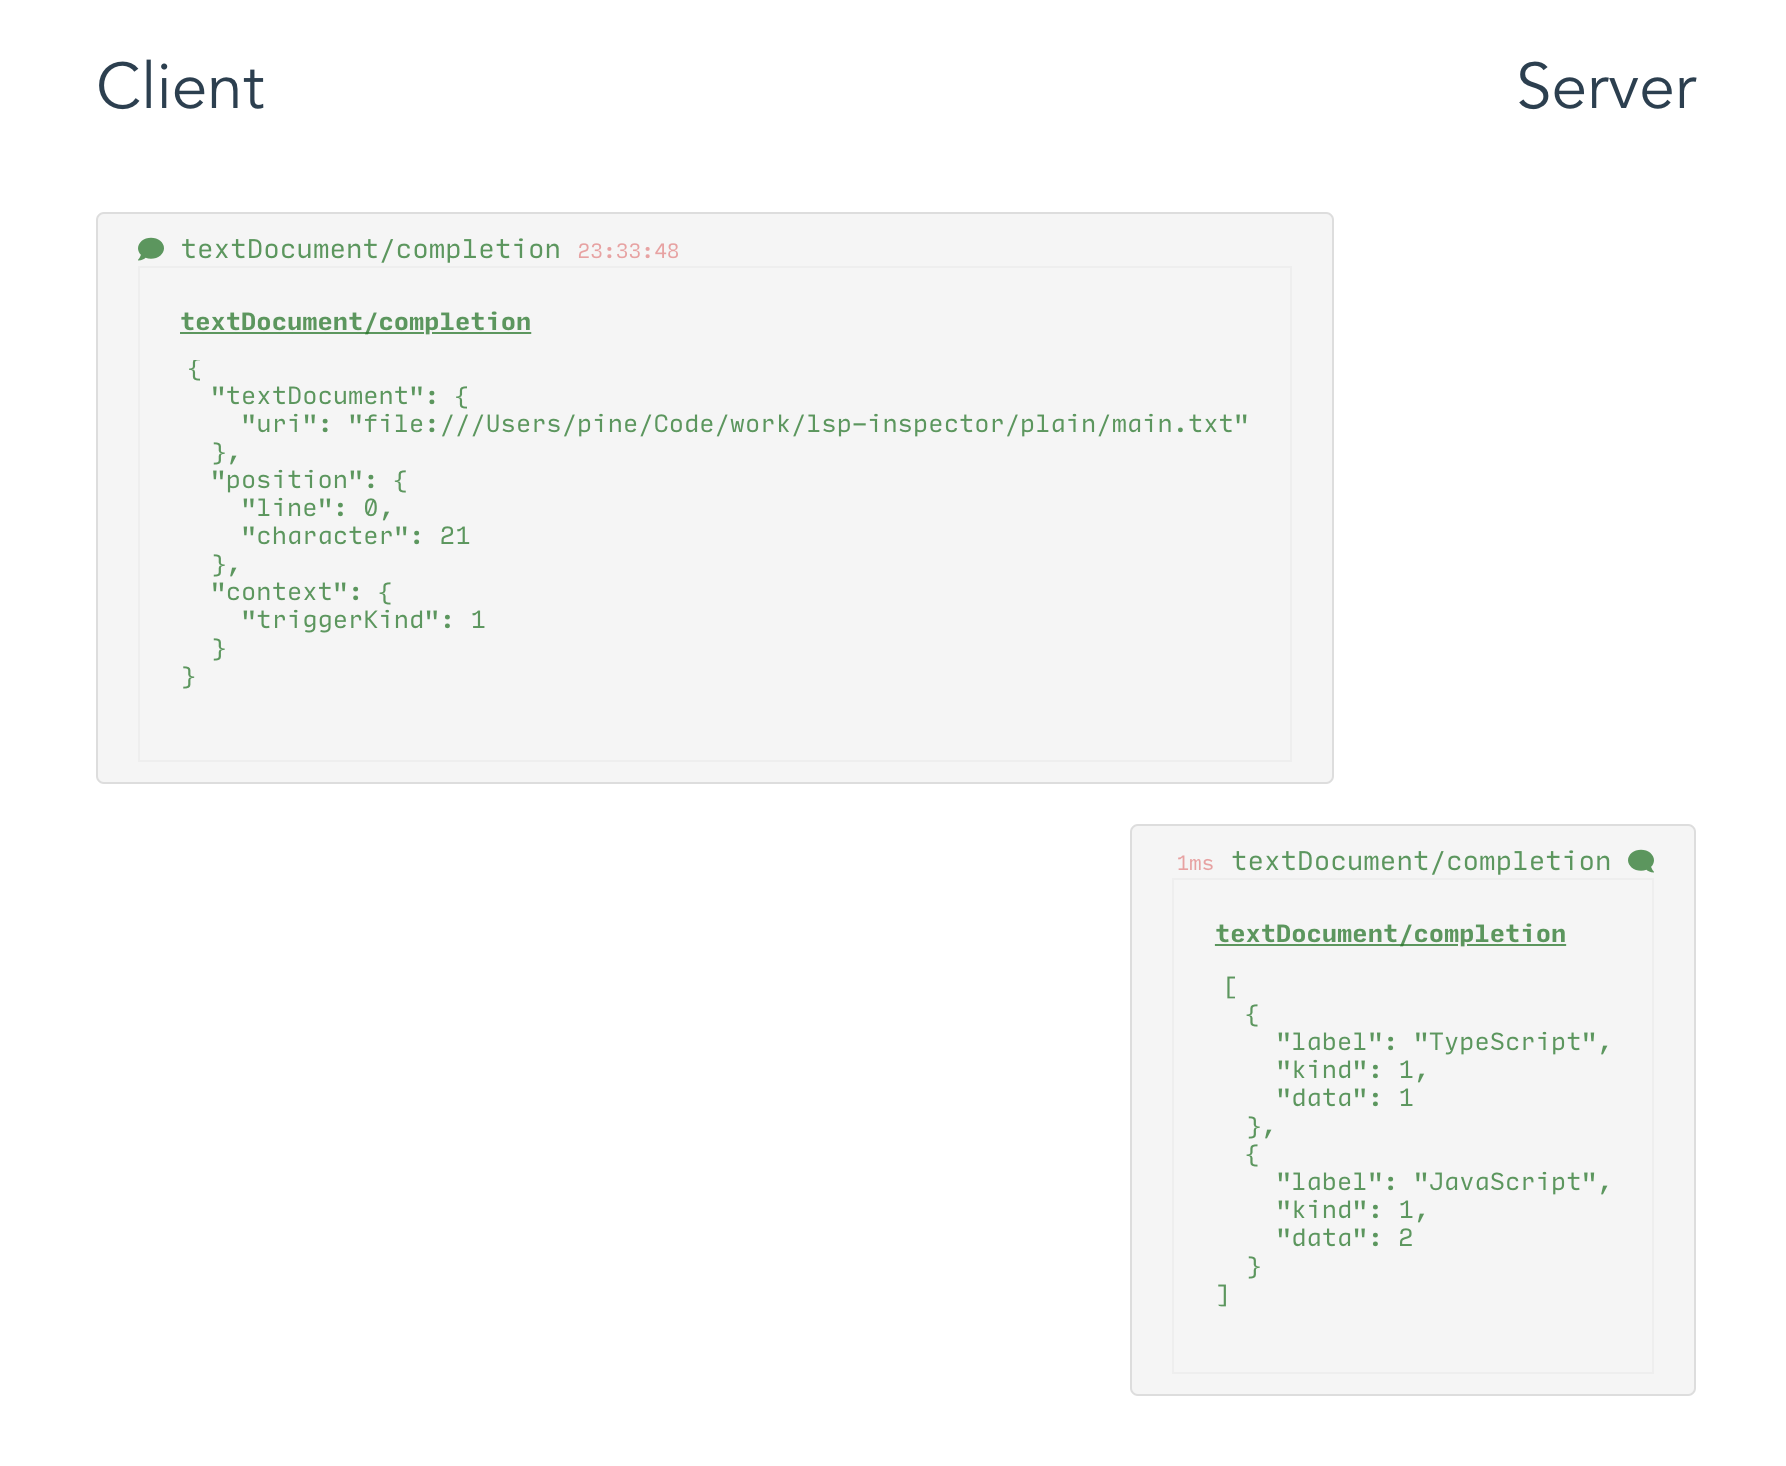 Client Server
textDocument/completion 23:33:48
textDocument/completion
{
  "textDocument": {
    "uri": "file:///Users/pine/Code/work/lsp-inspector/plain/main.txt"
  },
  "position": {
    "line": 0,
    "character": 21
  },
  "context": {
    "triggerKind": 1
  }
}
1ms textDocument/completion
textDocument/completion
[
  {
    "label": "TypeScript",
    "kind": 1,
    "data": 1
  },
  {
    "label": "JavaScript",
    "kind": 1,
    "data": 2
  }
]